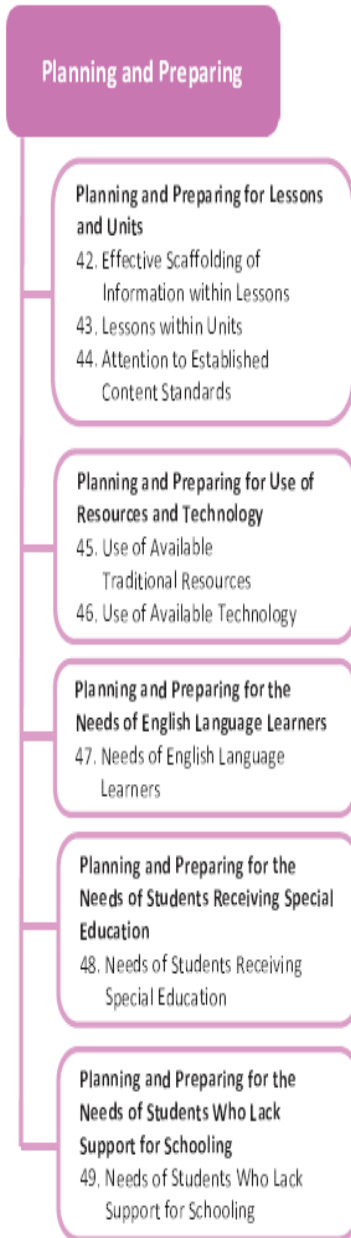 Planning and Preparing
Planning and Preparing for Lessons
and Units
42. Effective Scaffolding of
Information within Lessons
43. Lessons within Units
44. Attention to Established
Content Standards
Planning and Preparing for Use of
Resources and Technology
45. Use of Available
Traditional Resources
46. Use of Available Technology
Planning and Preparing for the
Needs of English Language Learners
47. Needs of English Language
Learners
Planning and Preparing for the
Needs of Students Receiving Special
Education
48. Needs of Students Receiving
Special Education
Planning and Preparing for the
Needs of Students Who Lack
Support for Schooling
49. Needs of Students Who Lack
Support for Schooling